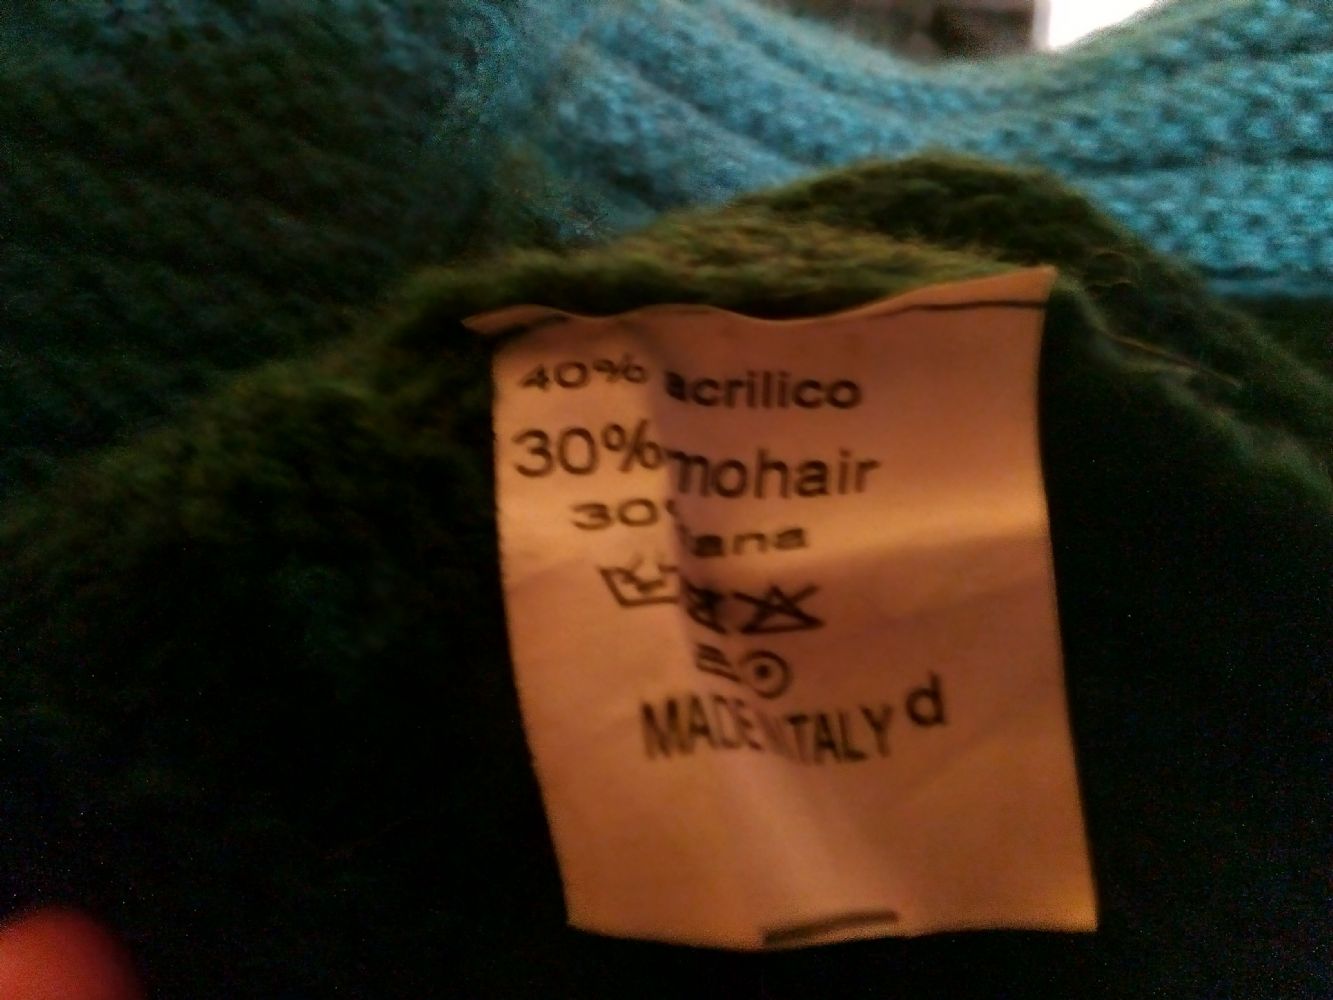 40% acrilico
30% mohair
30% lana
MADE IN ITALY d